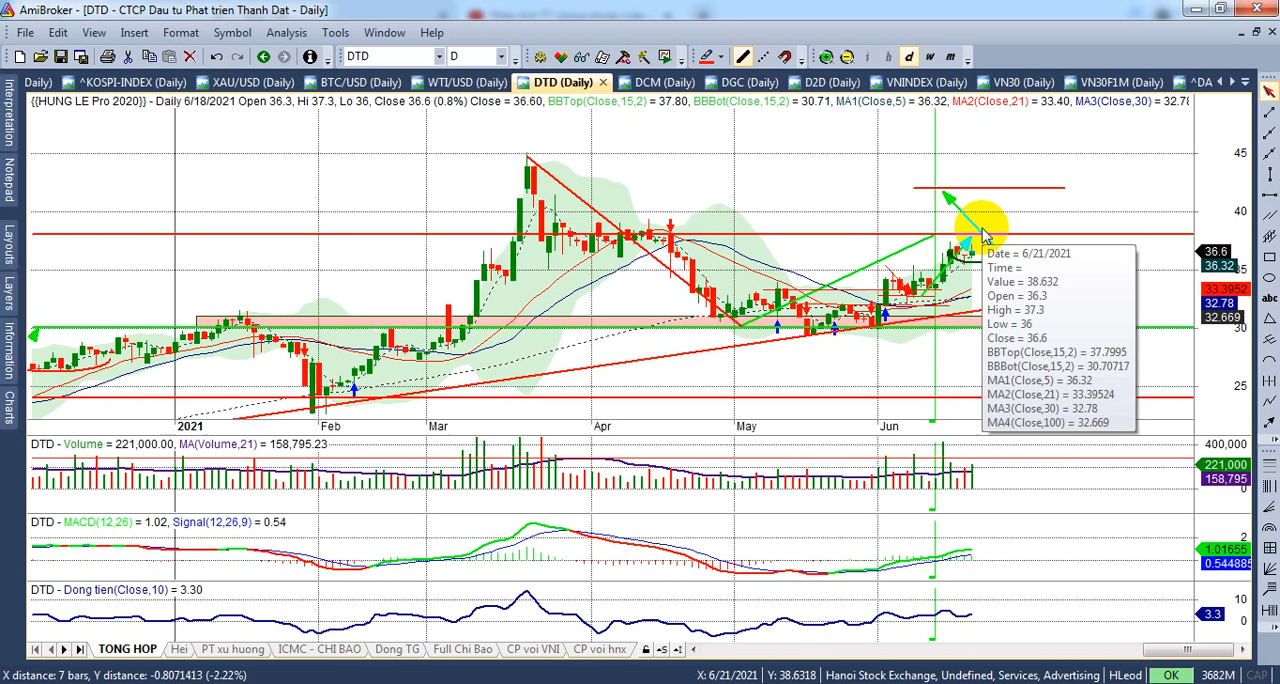 AmiBroker - [DTD - CTCP Dau tu Phat trien Thanh Dat - Daily]
File Edit View Insert Format Symbol Analysis Tools Window Help
DTD D i h d w m
Daily) ^KOSPI-INDEX (Daily) XAU/USD (Daily) BTC/USD (Daily) WTI/USD (Daily) DTD (Daily) DCM (Daily) DGC (Daily) D2D (Daily) VNINDEX (Daily) VN30 (Daily) VN30F1M (Daily) ^DA
{{HUNG LE Pro 2020}} - Daily 6/18/2021 Open 36.3, Hi 37.3, Lo 36, Close 36.6 (0.8%) Close = 36.60, BBTop(Close,15,2) = 37.80, BBBot(Close,15,2) = 30.71, MA1(Close,5) = 36.32, MA2(Close,21) = 33.40, MA3(Close,30) = 32.78
Interpretation
Notepad
Layouts
Layers
Information
Charts
45
40
35
30
25
36.6
36.32
33.3952
32.78
32.669
Date = 6/21/2021
Time =
Value = 38.632
Open = 36.3
High = 37.3
Low = 36
Close = 36.6
BBTop(Close,15,2) = 37.7995
BBBot(Close,15,2) = 30.70717
MA1(Close,5) = 36.32
MA2(Close,21) = 33.39524
MA3(Close,30) = 32.78
MA4(Close,100) = 32.669
abc
2021 Feb Mar Apr May Jun
DTD - Volume = 221,000.00, MA(Volume,21) = 158,795.23
400,000
221,000
158,795
0
DTD - MACD(12,26) = 1.02, Signal(12,26,9) = 0.54
2
1.01655
0.544885
DTD - Dong tien(Close,10) = 3.30
10
3.3
0
TONG HOP Hei PT xu huong ICMC - CHI BAO Dong TG Full Chi Bao CP voi VNI CP voi hnx
X distance: 7 bars, Y distance: -0.8071413 (-2.22%) X: 6/21/2021 Y: 38.6318 Hanoi Stock Exchange, Undefined, Services, Advertising HLeod OK 3682M CAP